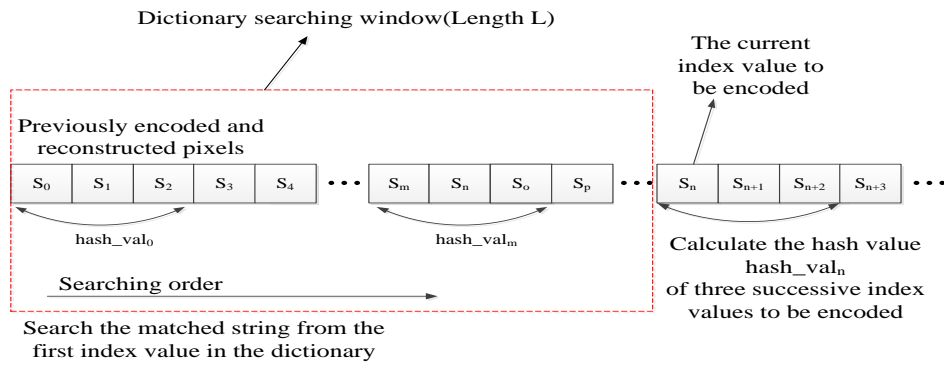 Dictionary searching window(Length L)
The current
index value to
be encoded
Previously encoded and
reconstructed pixels
S0 S1 S2 S3 S4 ••• Sm Sn So Sp ••• Sn Sn+1 Sn+2 Sn+3 •••
hash_val0 hash_valm
Calculate the hash value
hash_valn
of three successive index
values to be encoded
Searching order
Search the matched string from the
first index value in the dictionary